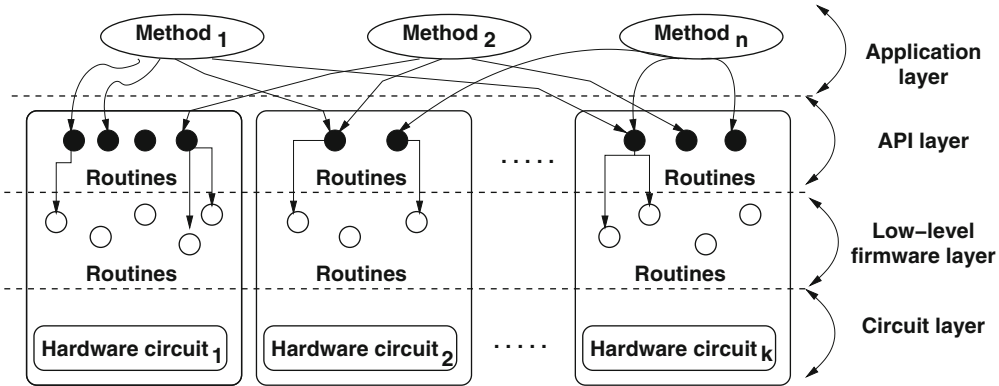 Method 1
Method 2
Method n
Application
layer
API layer
Routines
Routines
. . . . .
Routines
Low–level
firmware layer
Routines
Routines
Routines
Circuit layer
Hardware circuit 1
Hardware circuit 2
. . . . .
Hardware circuit k